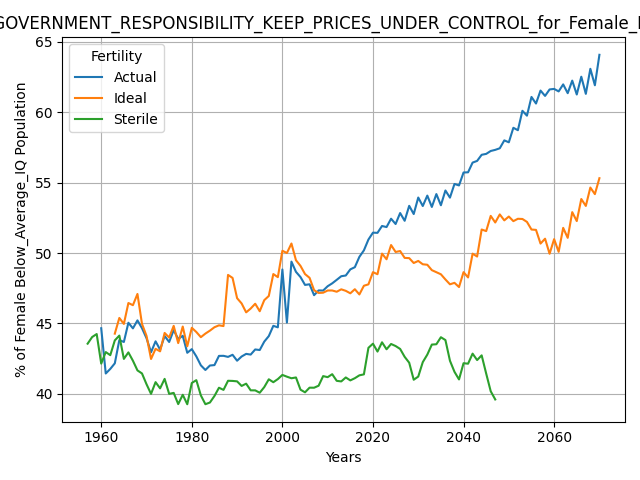 GOVERNMENT_RESPONSIBILITY_KEEP_PRICES_UNDER_CONTROL_for_Female_
65
60
55
50
45
40
% of Female Below_Average_IQ Population
Fertility
Actual
Ideal
Sterile
1960
1980
2000
2020
2040
2060
Years